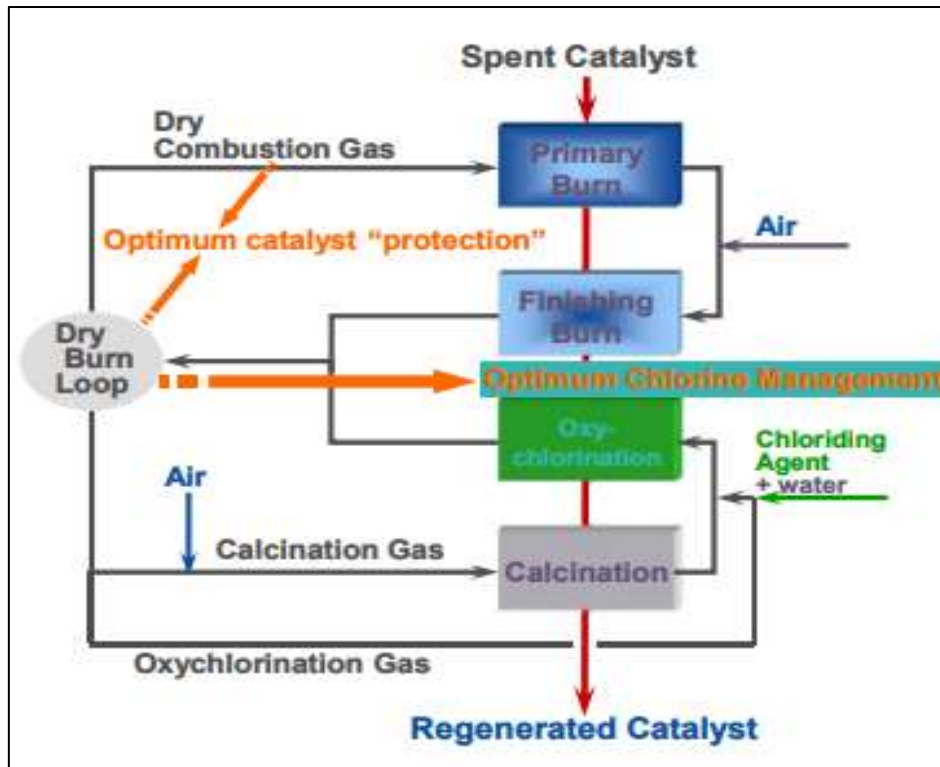 Spent Catalyst
Dry
Combustion Gas
Primary
Burn
Air
Optimum catalyst “protection”
Finishing
Burn
Dry
Burn
Loop
Optimum Chlorine Management
Oxy-
chlorination
Chloriding
Agent
+ water
Air
Calcination Gas
Calcination
Oxychlorination Gas
Regenerated Catalyst